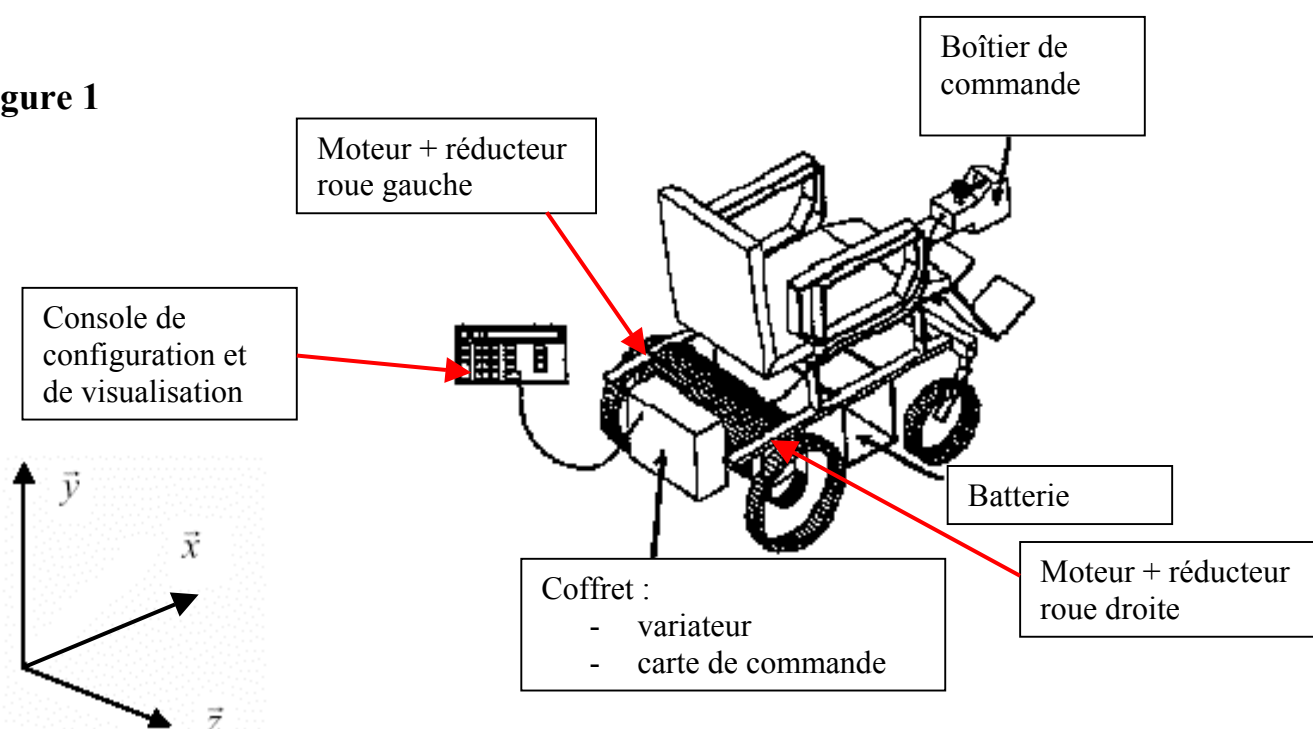 gure 1
Boîtier de
commande
Moteur + réducteur
roue gauche
Console de
configuration et
de visualisation
Batterie
Moteur + réducteur
roue droite
Coffret :
- variateur
- carte de commande
y
x
z